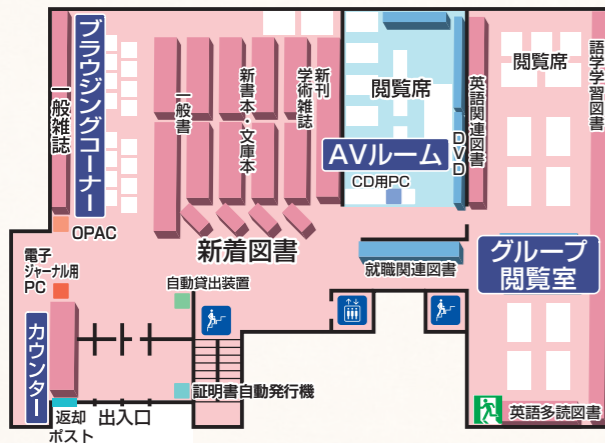 ブラウジングコーナー
一般雑誌
一般書
新書本・文庫本
新刊
学術雑誌
閲覧席
AVルーム
CD用PC
DVD
英語関連図書
閲覧席
語学学習図書
OPAC
新着図書
就職関連図書
グループ
閲覧室
電子
ジャーナル用
PC
自動貸出装置
カウンター
証明書自動発行機
返却
ポスト
出入口
英語多読図書